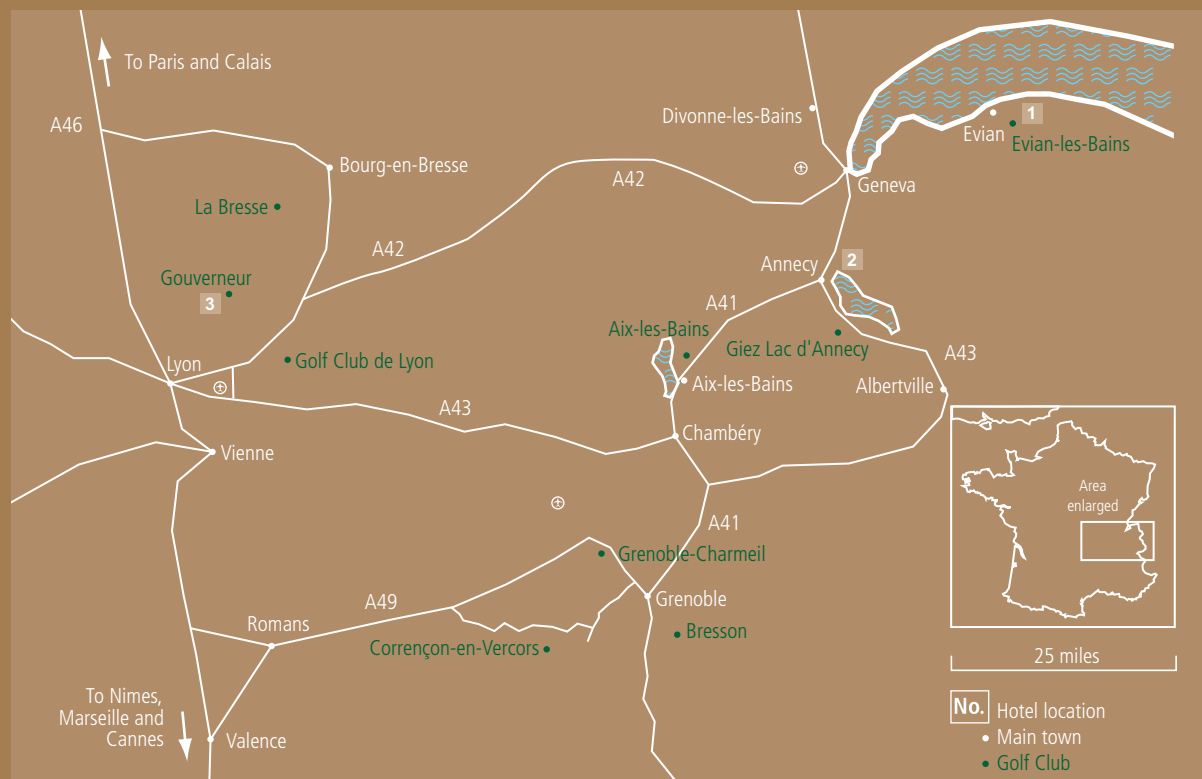 To Paris and Calais
A46
Divonne-les-Bains
Evian
1
Evian-les-Bains
Bourg-en-Bresse
A42
Geneva
La Bresse
A42
Annecy
2
Gouverneur
3
A41
Aix-les-Bains
Giez Lac d'Annecy
A43
Lyon
Golf Club de Lyon
Aix-les-Bains
Albertville
A43
Chambéry
Vienne
Area
enlarged
A41
Grenoble-Charmeil
A49
Grenoble
Romans
Bresson
Corrençon-en-Vercors
25 miles
To Nimes,
Marseille and
Cannes
Valence
No. Hotel location
Main town
Golf Club